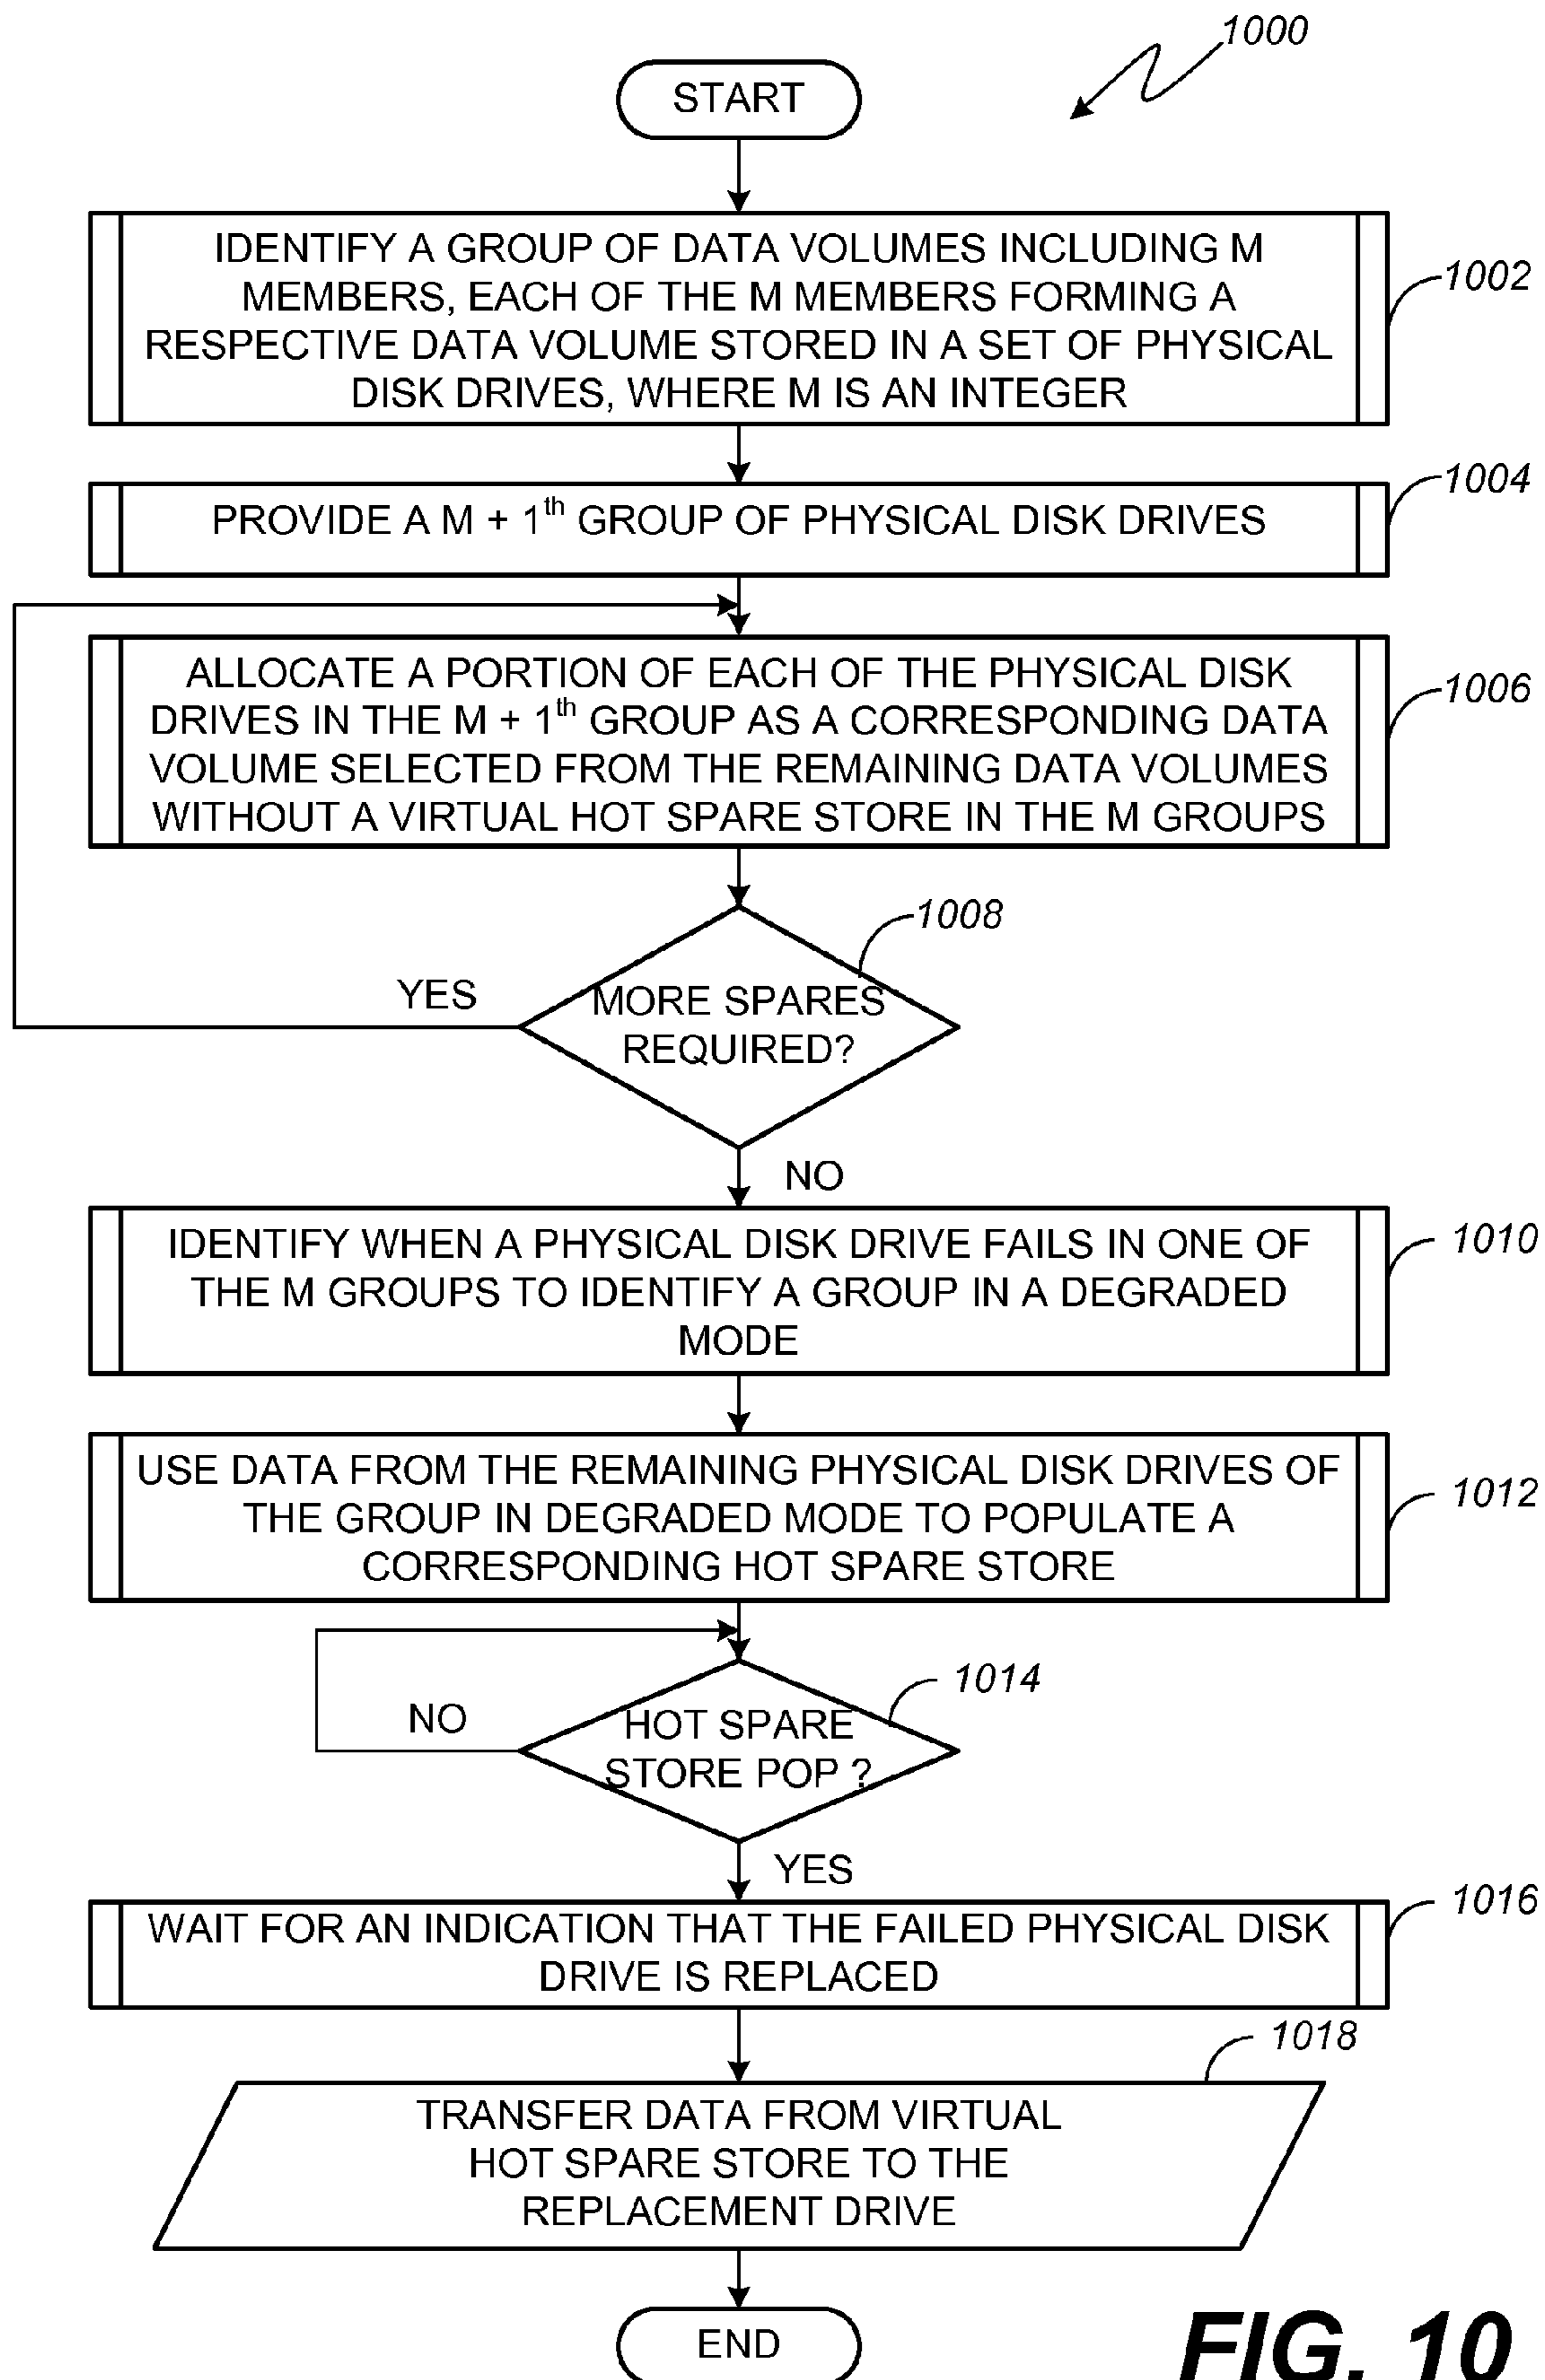 1000
START
IDENTIFY A GROUP OF DATA VOLUMES INCLUDING M
MEMBERS, EACH OF THE M MEMBERS FORMING A
RESPECTIVE DATA VOLUME STORED IN A SET OF PHYSICAL
DISK DRIVES, WHERE M IS AN INTEGER
1002
PROVIDE A M + 1th GROUP OF PHYSICAL DISK DRIVES
1004
ALLOCATE A PORTION OF EACH OF THE PHYSICAL DISK
DRIVES IN THE M + 1th GROUP AS A CORRESPONDING DATA
VOLUME SELECTED FROM THE REMAINING DATA VOLUMES
WITHOUT A VIRTUAL HOT SPARE STORE IN THE M GROUPS
1006
1008
YES
MORE SPARES
REQUIRED?
NO
IDENTIFY WHEN A PHYSICAL DISK DRIVE FAILS IN ONE OF
THE M GROUPS TO IDENTIFY A GROUP IN A DEGRADED
MODE
1010
USE DATA FROM THE REMAINING PHYSICAL DISK DRIVES OF
THE GROUP IN DEGRADED MODE TO POPULATE A
CORRESPONDING HOT SPARE STORE
1012
1014
NO
HOT SPARE
STORE POP ?
YES
WAIT FOR AN INDICATION THAT THE FAILED PHYSICAL DISK
DRIVE IS REPLACED
1016
1018
TRANSFER DATA FROM VIRTUAL
HOT SPARE STORE TO THE
REPLACEMENT DRIVE
END
FIG. 10